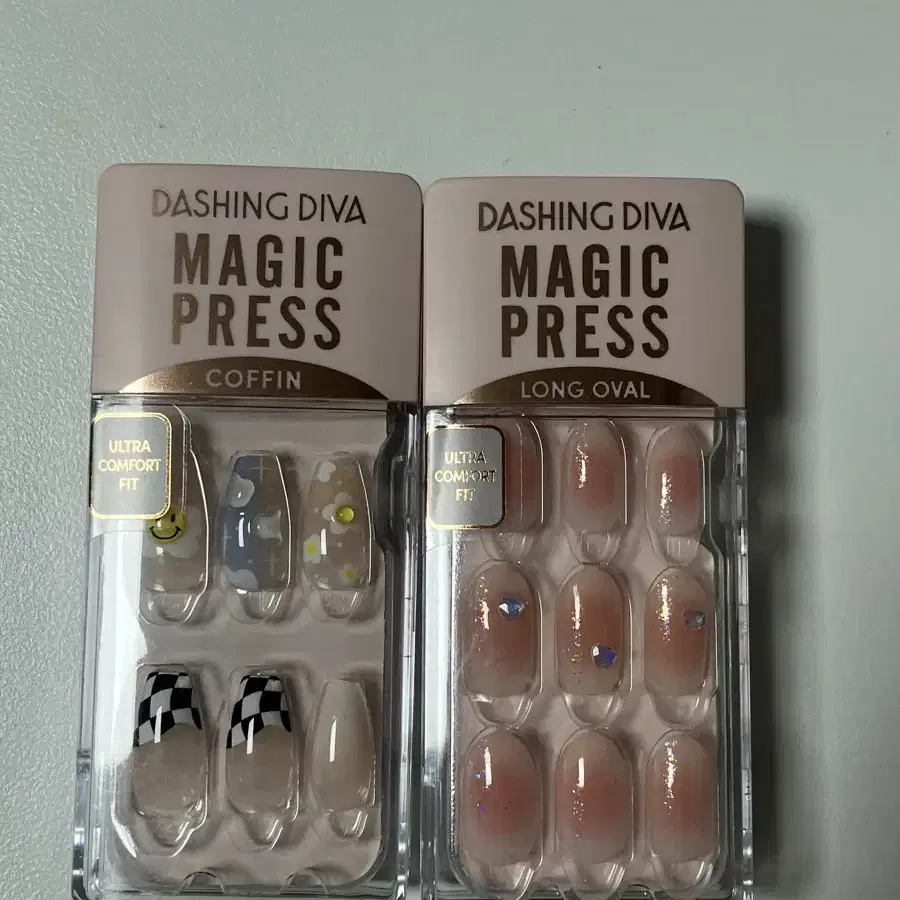 DASHING DIVA
MAGIC
PRESS
COFFIN
ULTRA
COMFORT
FIT
DASHING DIVA
MAGIC
PRESS
LONG OVAL
ULTRA
COMFORT
FIT